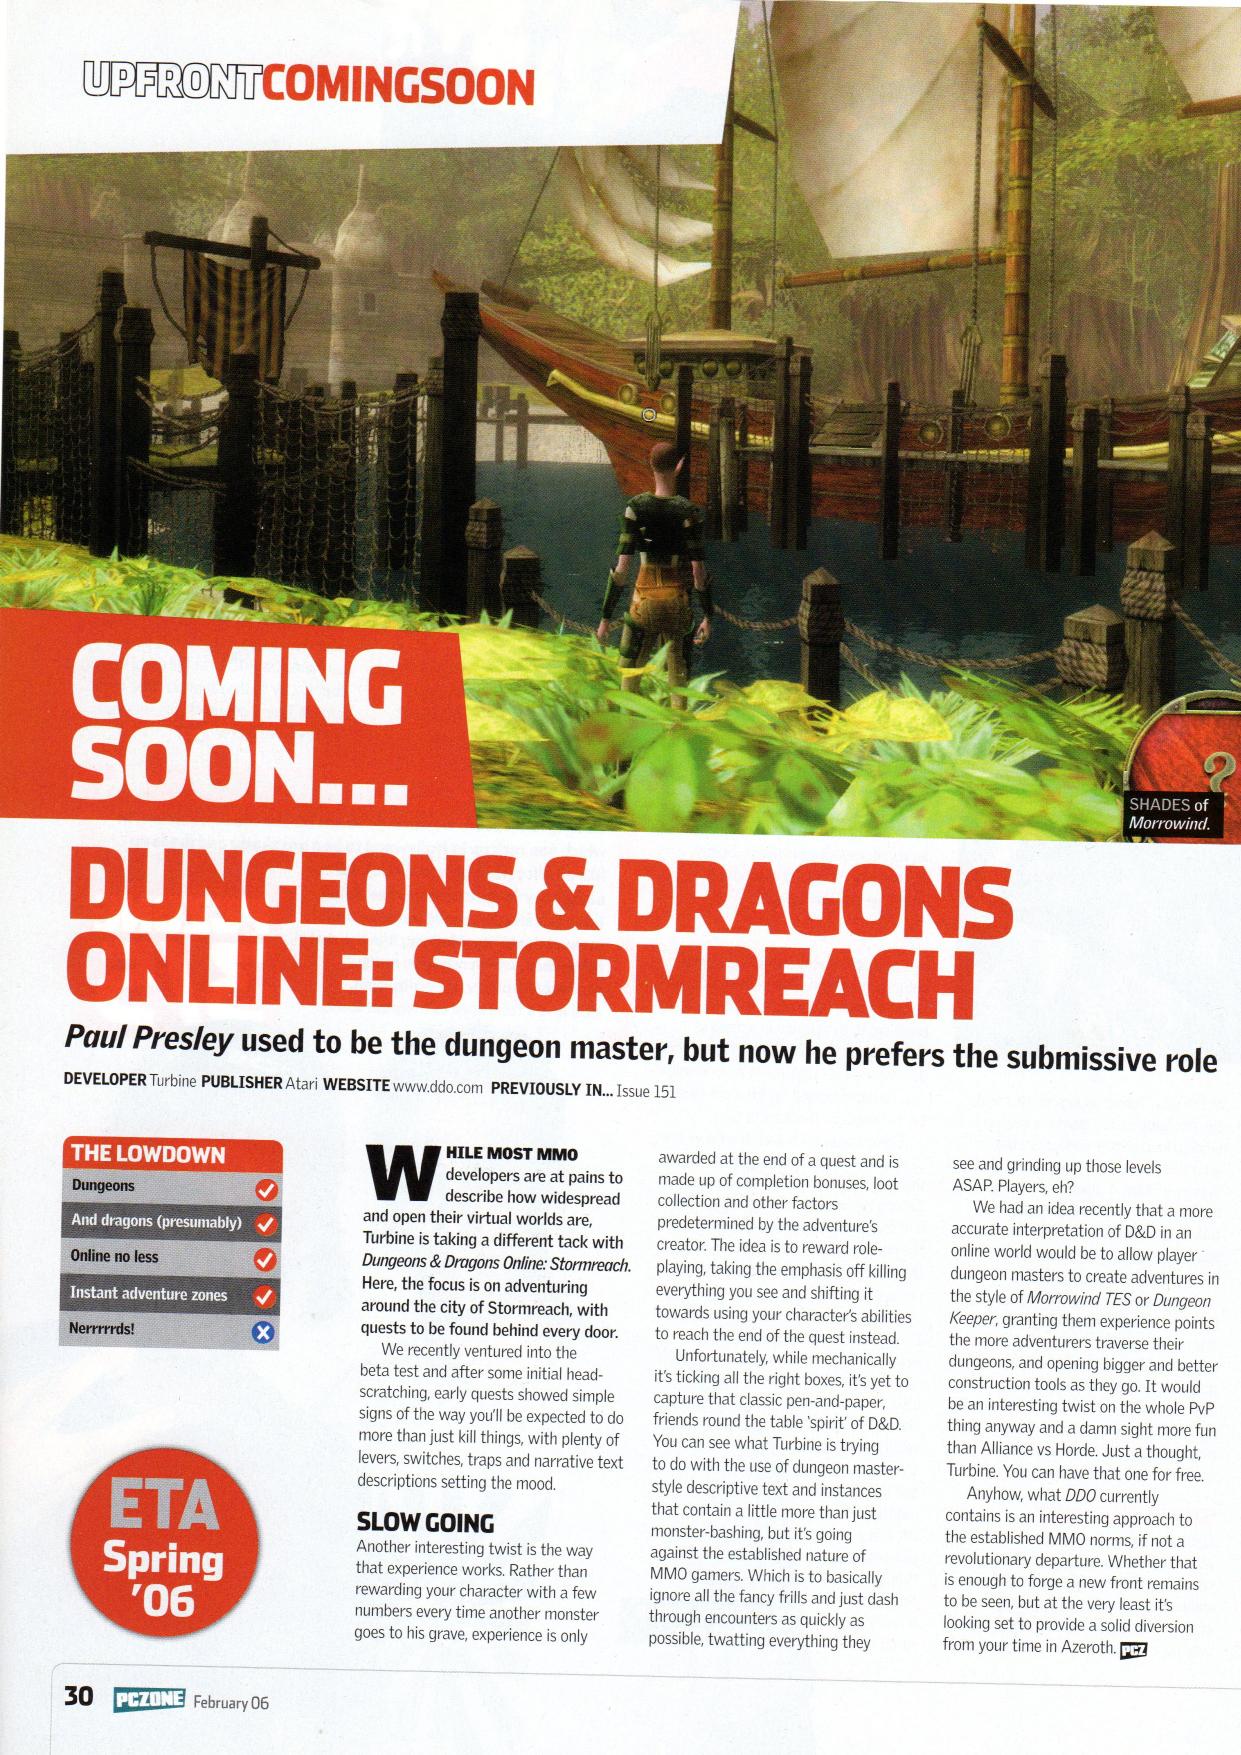 UPFRONTCOMINGSOON
SHADES of
Morrowind.
COMING
SOON...
DUNGEONS & DRAGONS
ONLINE: STORMREACH
Paul Presley used to be the dungeon master, but now he prefers the submissive role
DEVELOPER Turbine PUBLISHER Atari WEBSITE www.ddo.com PREVIOUSLY IN... Issue 151
THE LOWDOWN
Dungeons
And dragons (presumably)
Online no less
Instant adventure zones
Nerrrrrds!
ETA
Spring
'06
WHILE MOST MMO
developers are at pains to
describe how widespread
and open their virtual worlds are,
Turbine is taking a different tack with
Dungeons & Dragons Online: Stormreach.
Here, the focus is on adventuring
around the city of Stormreach, with
quests to be found behind every door.
We recently ventured into the
beta test and after some initial head-
scratching, early quests showed simple
signs of the way you'll be expected to do
more than just kill things, with plenty of
levers, switches, traps and narrative text
descriptions setting the mood.
SLOW GOING
Another interesting twist is the way
that experience works. Rather than
rewarding your character with a few
numbers every time another monster
goes to his grave, experience is only
awarded at the end of a quest and is
made up of completion bonuses, loot
collection and other factors
predetermined by the adventure's
creator. The idea is to reward role-
playing, taking the emphasis off killing
everything you see and shifting it
towards using your character's abilities
to reach the end of the quest instead.
Unfortunately, while mechanically
it's ticking all the right boxes, it's yet to
capture that classic pen-and-paper,
friends round the table 'spirit' of D&D.
You can see what Turbine is trying
to do with the use of dungeon master-
style descriptive text and instances
that contain a little more than just
monster-bashing, but it's going
against the established nature of
MMO gamers. Which is to basically
ignore all the fancy frills and just dash
through encounters as quickly as
possible, twatting everything they
see and grinding up those levels
ASAP. Players, eh?
We had an idea recently that a more
accurate interpretation of D&D in an
online world would be to allow player
dungeon masters to create adventures in
the style of Morrowind TES or Dungeon
Keeper, granting them experience points
the more adventurers traverse their
dungeons, and opening bigger and better
construction tools as they go. It would
be an interesting twist on the whole PvP
thing anyway and a damn sight more fun
than Alliance vs Horde. Just a thought,
Turbine. You can have that one for free.
Anyhow, what DDO currently
contains is an interesting approach to
the established MMO norms, if not a
revolutionary departure. Whether that
is enough to forge a new front remains
to be seen, but at the very least it's
looking set to provide a solid diversion
from your time in Azeroth. PCZ
30 PCZONE February 06